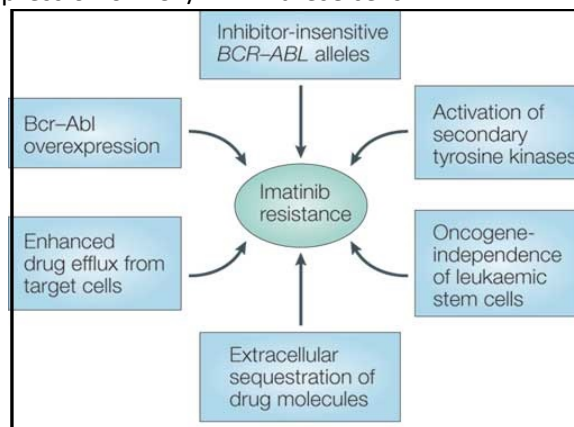 Inhibitor-insensitive
BCR–ABL alleles
Bcr–Abl
overexpression
Activation of
secondary
tyrosine kinases
Imatinib
resistance
Enhanced
drug efflux from
target cells
Oncogene-
independence
of leukaemic
stem cells
Extracellular
sequestration of
drug molecules